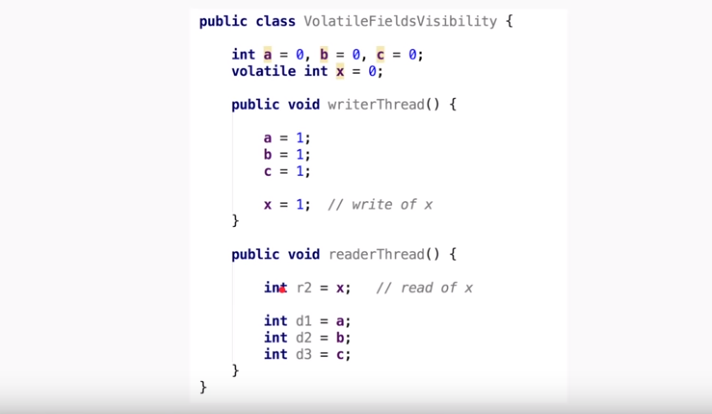 public class VolatileFieldsVisibility {
int a = 0, b = 0, c = 0;
volatile int x = 0;
public void writerThread() {
a = 1;
b = 1;
c = 1;
x = 1; // write of x
}
public void readerThread() {
int r2 = x; // read of x
int d1 = a;
int d2 = b;
int d3 = c;
}
}